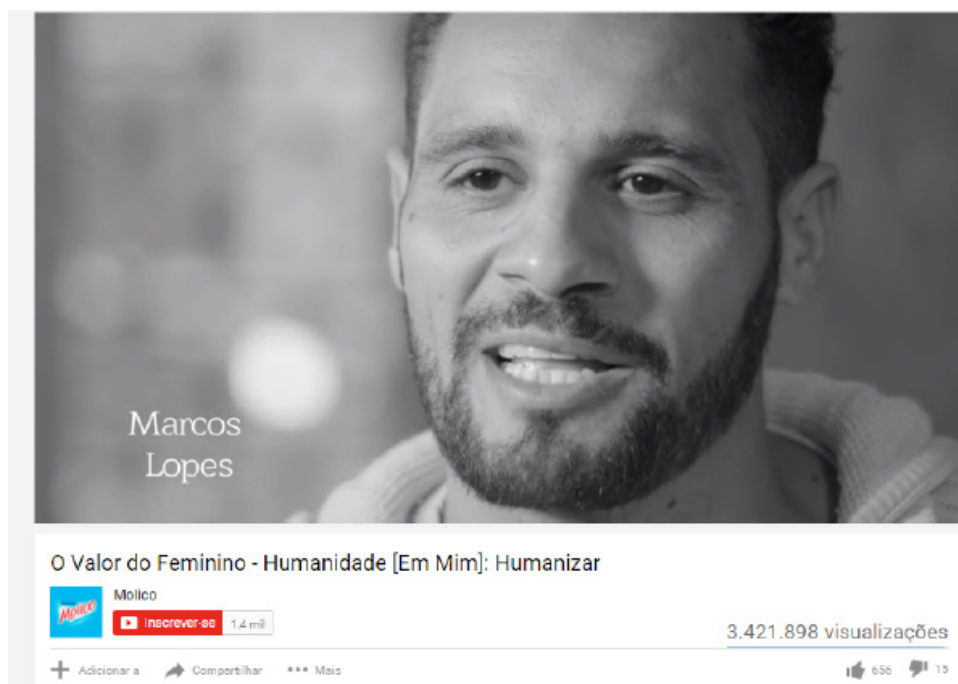 Marcos
Lopes
O Valor do Feminino - Humanidade [Em Mim]: Humanizar
Molico
MOLICO
Inscrever-se 1,4 mil
3.421.898 visualizações
Adicionar a Compartilhar Mais 656 15